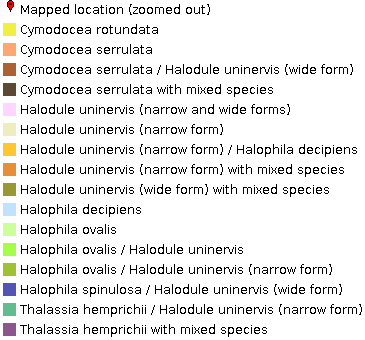 Mapped location (zoomed out)
Cymodocea rotundata
Cymodocea serrulata
Cymodocea serrulata / Halodule uninervis (wide form)
Cymodocea serrulata with mixed species
Halodule uninervis (narrow and wide forms)
Halodule uninervis (narrow form)
Halodule uninervis (narrow form) / Halophila decipiens
Halodule uninervis (narrow form) with mixed species
Halodule uninervis (wide form) with mixed species
Halophila decipiens
Halophila ovalis
Halophila ovalis / Halodule uninervis
Halophila ovalis / Halodule uninervis (narrow form)
Halophila spinulosa / Halodule uninervis (wide form)
Thalassia hemprichii / Halodule uninervis (narrow form)
Thalassia hemprichii with mixed species